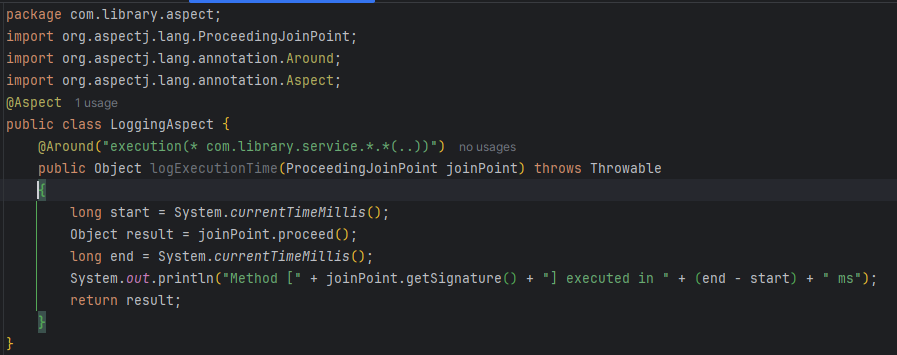 package com.library.aspect;
import org.aspectj.lang.ProceedingJoinPoint;
import org.aspectj.lang.annotation.Around;
import org.aspectj.lang.annotation.Aspect;
@Aspect 1 usage
public class LoggingAspect {
    @Around("execution(* com.library.service.*.*(..))") no usages
    public Object logExecutionTime(ProceedingJoinPoint joinPoint) throws Throwable
    {
        long start = System.currentTimeMillis();
        Object result = joinPoint.proceed();
        long end = System.currentTimeMillis();
        System.out.println("Method [" + joinPoint.getSignature() + "] executed in " + (end - start) + " ms");
        return result;
    }
}